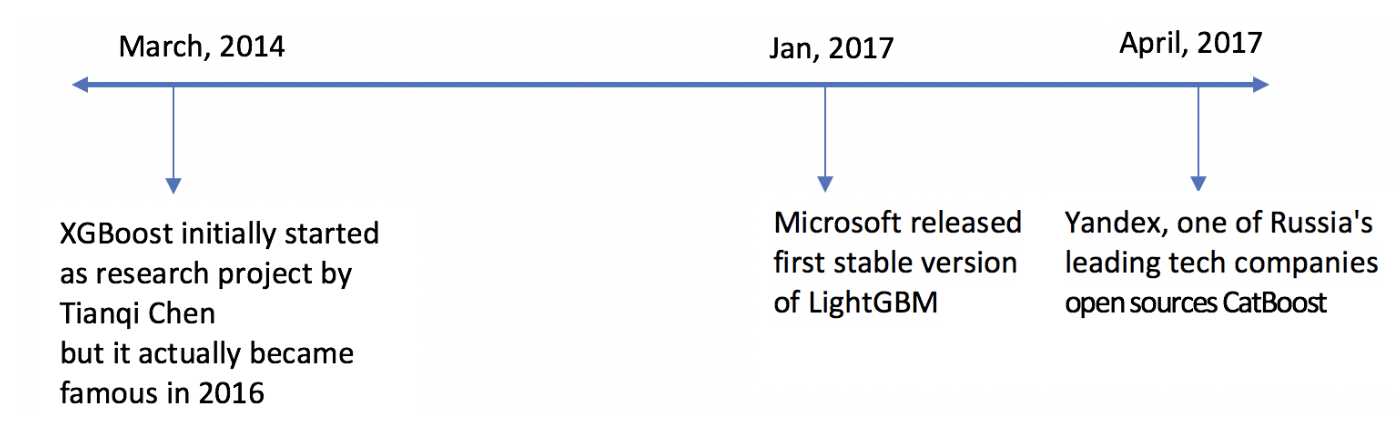 March, 2014
Jan, 2017
April, 2017
XGBoost initially started
as research project by
Tianqi Chen
but it actually became
famous in 2016
Microsoft released
first stable version
of LightGBM
Yandex, one of Russia's
leading tech companies
open sources CatBoost